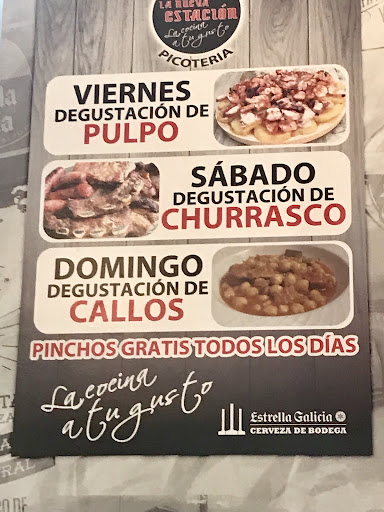 LA NUEVA
ESTACIÓN
La cocina
a tu gusto
PICOTERIA
VIERNES
DEGUSTACIÓN DE
PULPO
SÁBADO
DEGUSTACIÓN DE
CHURRASCO
DOMINGO
DEGUSTACIÓN DE
CALLOS
PINCHOS GRATIS TODOS LOS DÍAS
La cocina
a tu gusto
Estrella Galicia
CERVEZA DE BODEGA